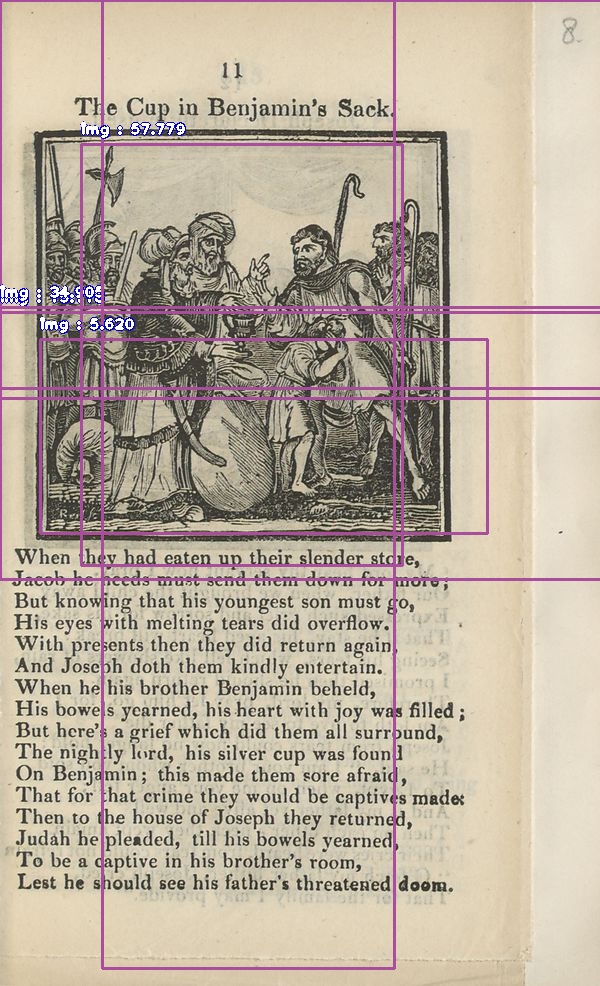 8
11
The Cup in Benjamin's Sack.
Img : 57.779
Img : 5.620
When they had eaten up their slender store,
Jacob he needs must send them down for more;
But knowing that his youngest son must go,
His eyes with melting tears did overflow.
With presents then they did return again,
And Joseph doth them kindly entertain.
When he his brother Benjamin beheld,
His bowels yearned, his heart with joy was filled;
But here's a grief which did them all surround,
The nightly lord, his silver cup was found
On Benjamin; this made them sore afraid,
That for that crime they would be captives made:
Then to the house of Joseph they returned,
Judah he pleaded, till his bowels yearned,
To be a captive in his brother's room,
Lest he should see his father's threatened doom.